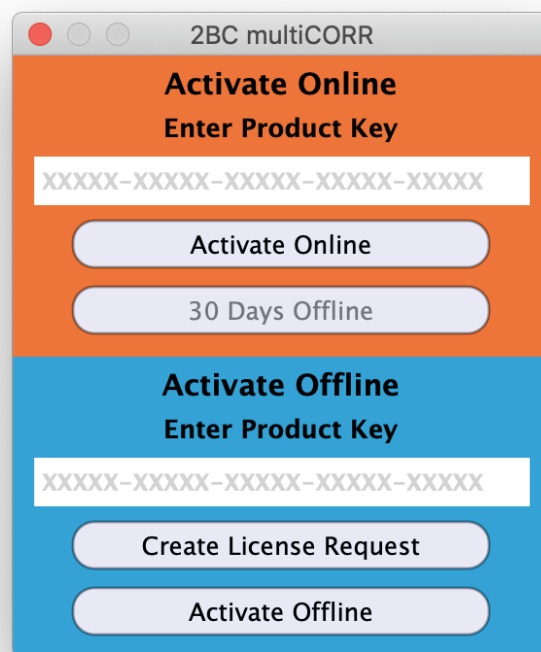 2BC multiCORR
Activate Online
Enter Product Key
XXXXX-XXXXX-XXXXX-XXXXX-XXXXX
Activate Online
30 Days Offline
Activate Offline
Enter Product Key
XXXXX-XXXXX-XXXXX-XXXXX-XXXXX
Create License Request
Activate Offline